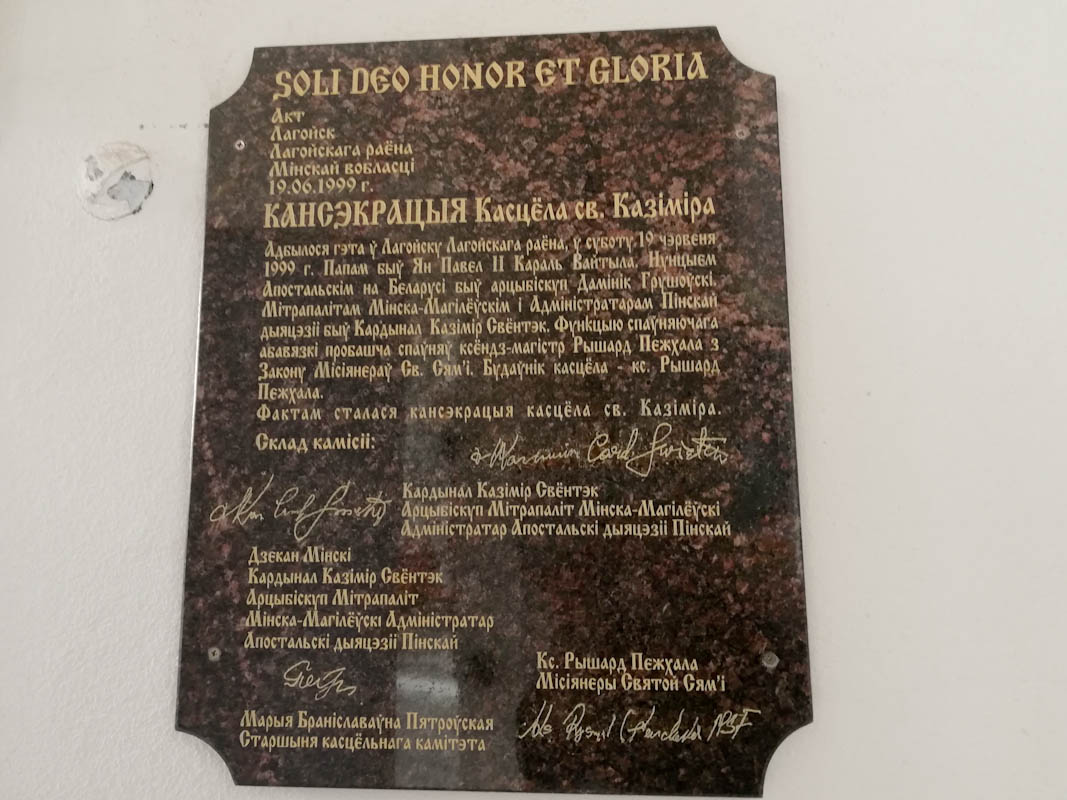 SOLI DEO HONOR ET GLORIA
Акт
Лагойск
Лагойскага раёна
Мінскай вобласці
19.06.1999 г.
КАНСЭКРАЦЫЯ Касцёла св. Казіміра
Адбылося гэта ў Лагойску Лагойскага раёна, у суботу 19 чэрвеня
1999 г. Папам быў Ян Павел II Караль Вайтыла. Нунцыем
Апостальскім на Беларусі быў арцыбіскуп Дамінік Грушоўскі.
Мітрапалітам Мінска-Магілёўскім і Адміністратарам Пінскай
дыяцэзіі быў Кардынал Казімір Свёнтэк. Функцыю спаўняючага
абавязкі пробашча спаўняў ксёндз-магістр Рышард Пежхала з
Закону Місіянераў Св. Сям'і. Будаўнік касцёла - кс. Рышард
Пежхала.
Фактам сталася кансэкрацыя касцёла св. Казіміра.
Склад камісіі:
Кардынал Казімір Свёнтэк
Арцыбіскуп Мітрапаліт Мінска-Магілёўскі
Адміністратар Апостальскі дыяцэзіі Пінскай
Дзекан Мінскі
Кардынал Казімір Свёнтэк
Арцыбіскуп Мітрапаліт
Мінска-Магілёўскі Адміністратар
Апостальскі дыяцэзіі Пінскай
Кс. Рышард Пежхала
Місіянеры Святой Сям'і
Марыя Браніславаўна Пятроўская
Старшыня касцёльнага камітэта